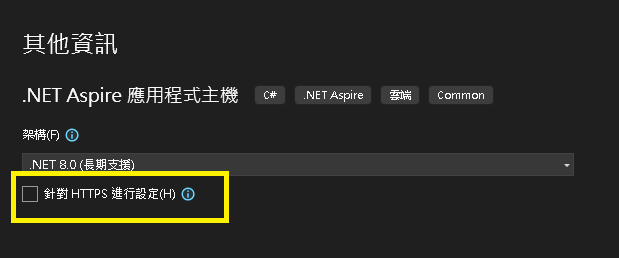 其他資訊
.NET Aspire 應用程式主機 C# .NET Aspire 雲端 Common
架構(F)
.NET 8.0 (長期支援)
針對 HTTPS 進行設定(H)